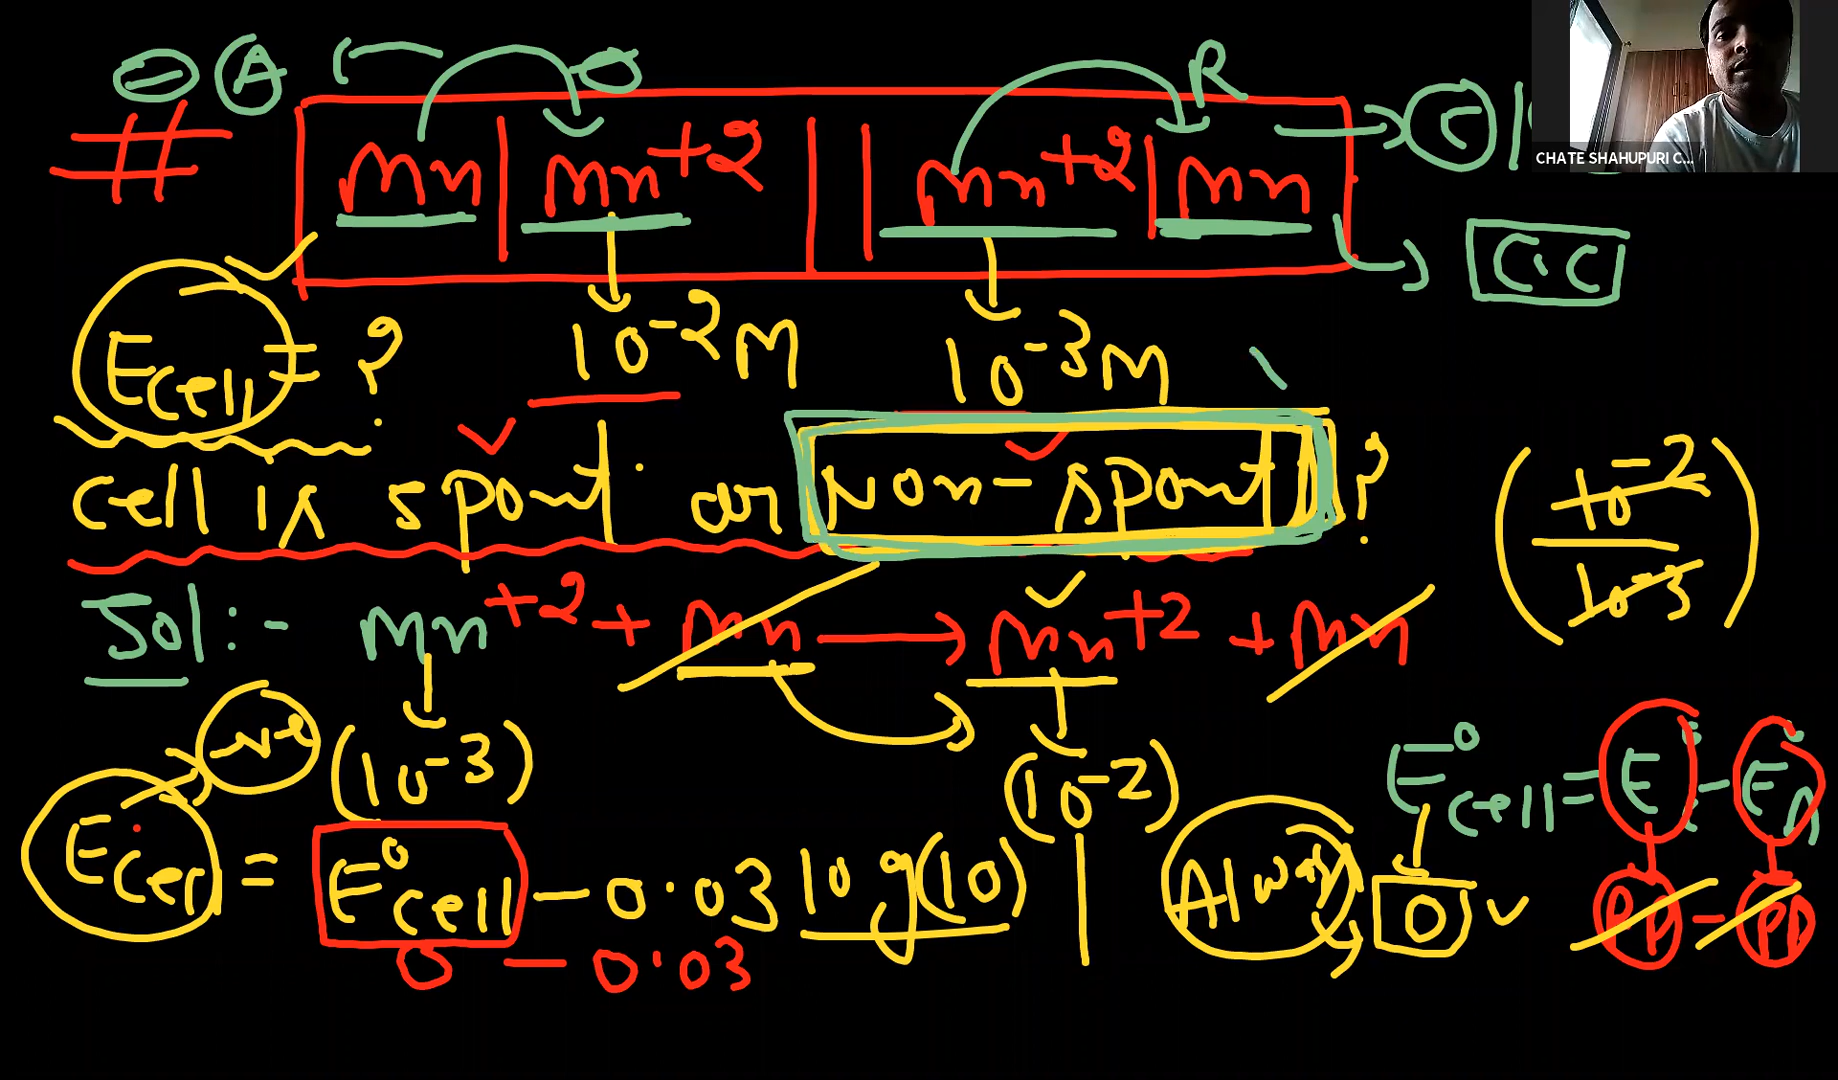 ⊖ A O R C
# Mn | Mn+2 || Mn+2 | Mn
C.C
Ecell = ? 10-2M 10-3M
cell is spont. or Non-spont ?
(10-2 / 10-3)
Sol:- Mn+2 + Mn → Mn+2 + Mn
-ve (10-3) (10-2)
E°cell = E° - E°
Ecell = E°cell - 0.03 log(10) Always 0
0 - 0.03
CHATE SHAHUPURI C...